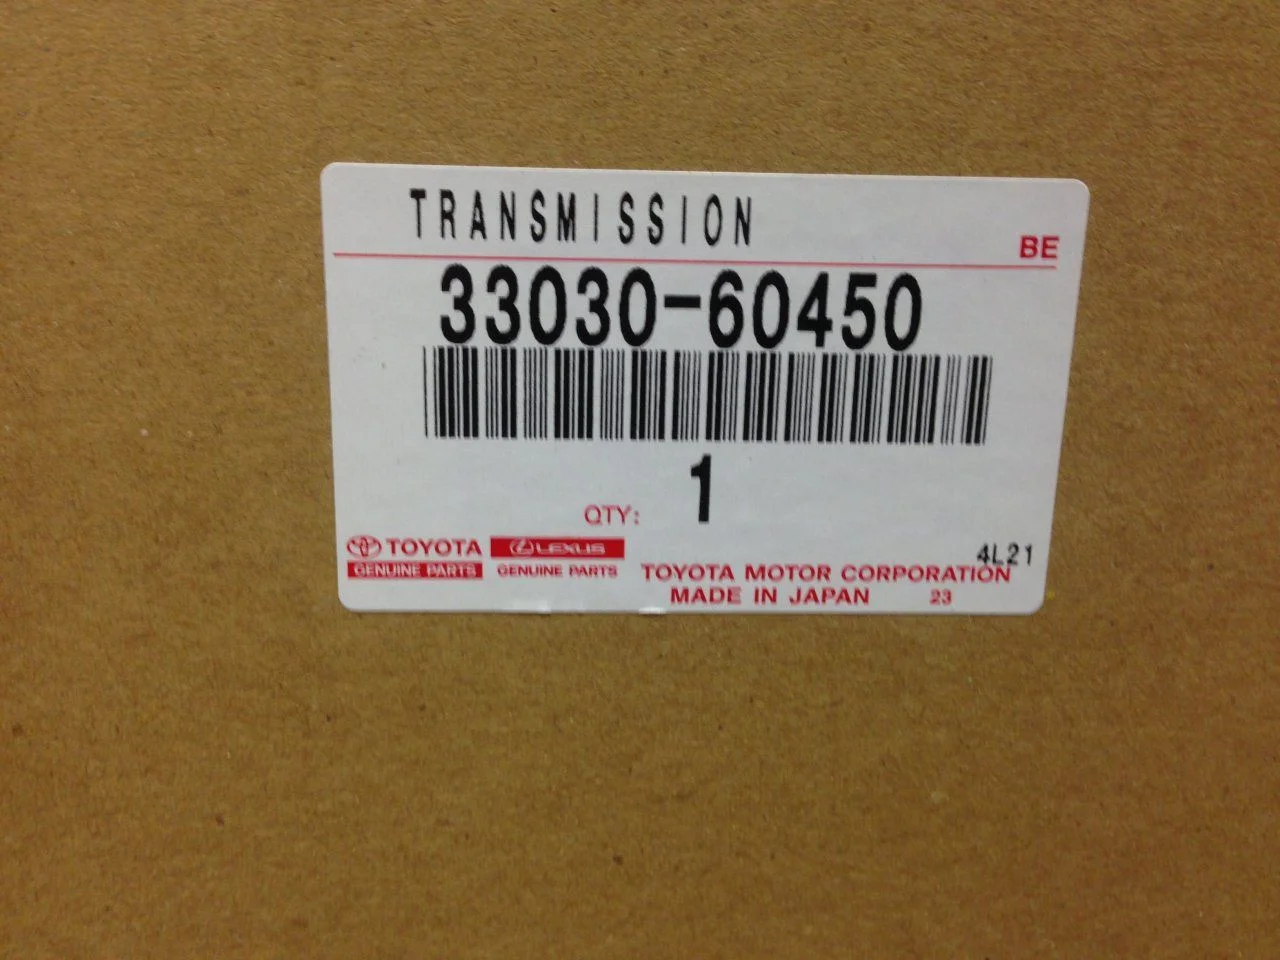 TRANSMISSION
BE
33030-60450
QTY: 1
TOYOTA
GENUINE PARTS
LEXUS
GENUINE PARTS
4L21
TOYOTA MOTOR CORPORATION
MADE IN JAPAN 23